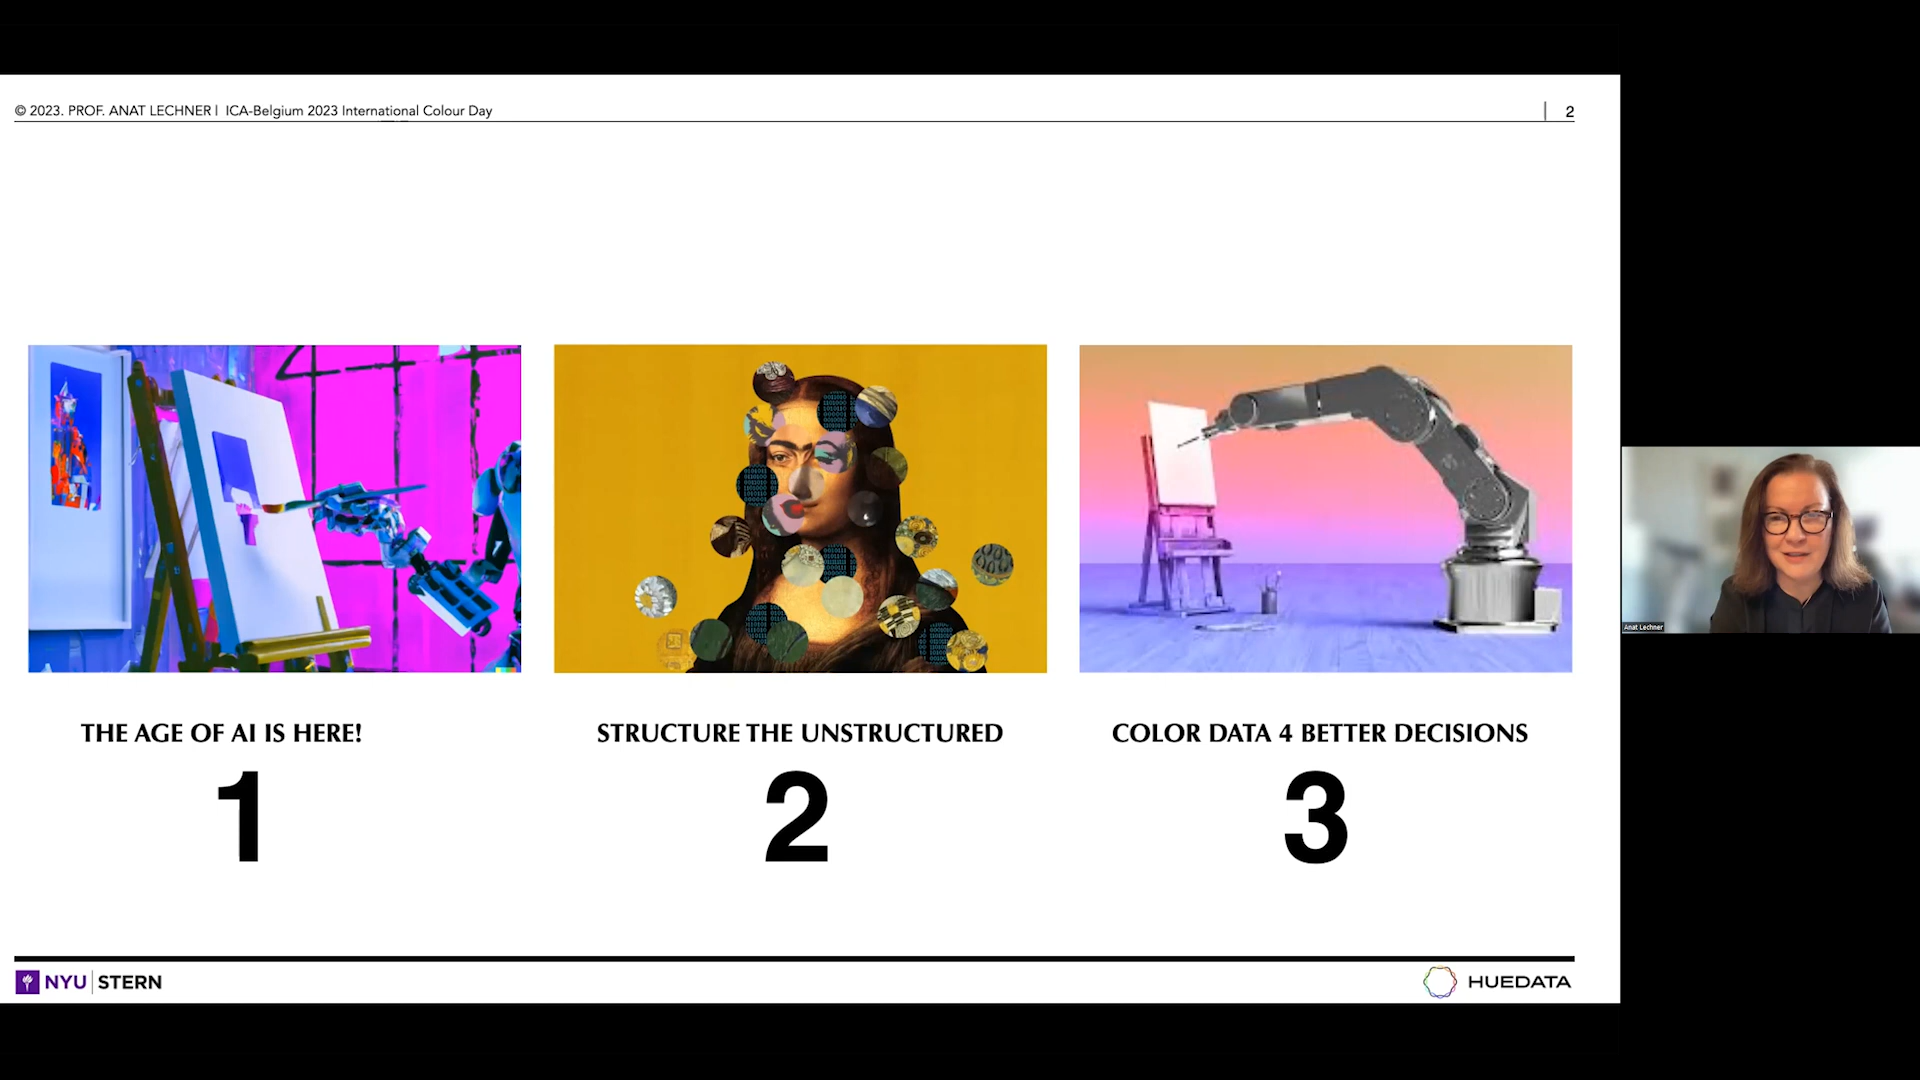 © 2023. PROF. ANAT LECHNER | ICA-Belgium 2023 International Colour Day
| 2
THE AGE OF AI IS HERE!
STRUCTURE THE UNSTRUCTURED
COLOR DATA 4 BETTER DECISIONS
1
2
3
Anat Lechner
NYU | STERN
HUEDATA